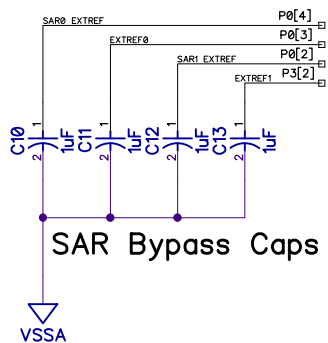 SAR0 EXTREF P0[4]
EXTREF0 P0[3]
SAR1 EXTREF P0[2]
EXTREF1 P3[2]
1 1 1 1
C10 1uF C11 1uF C12 1uF C13 1uF
2 2 2 2
SAR Bypass Caps
VSSA